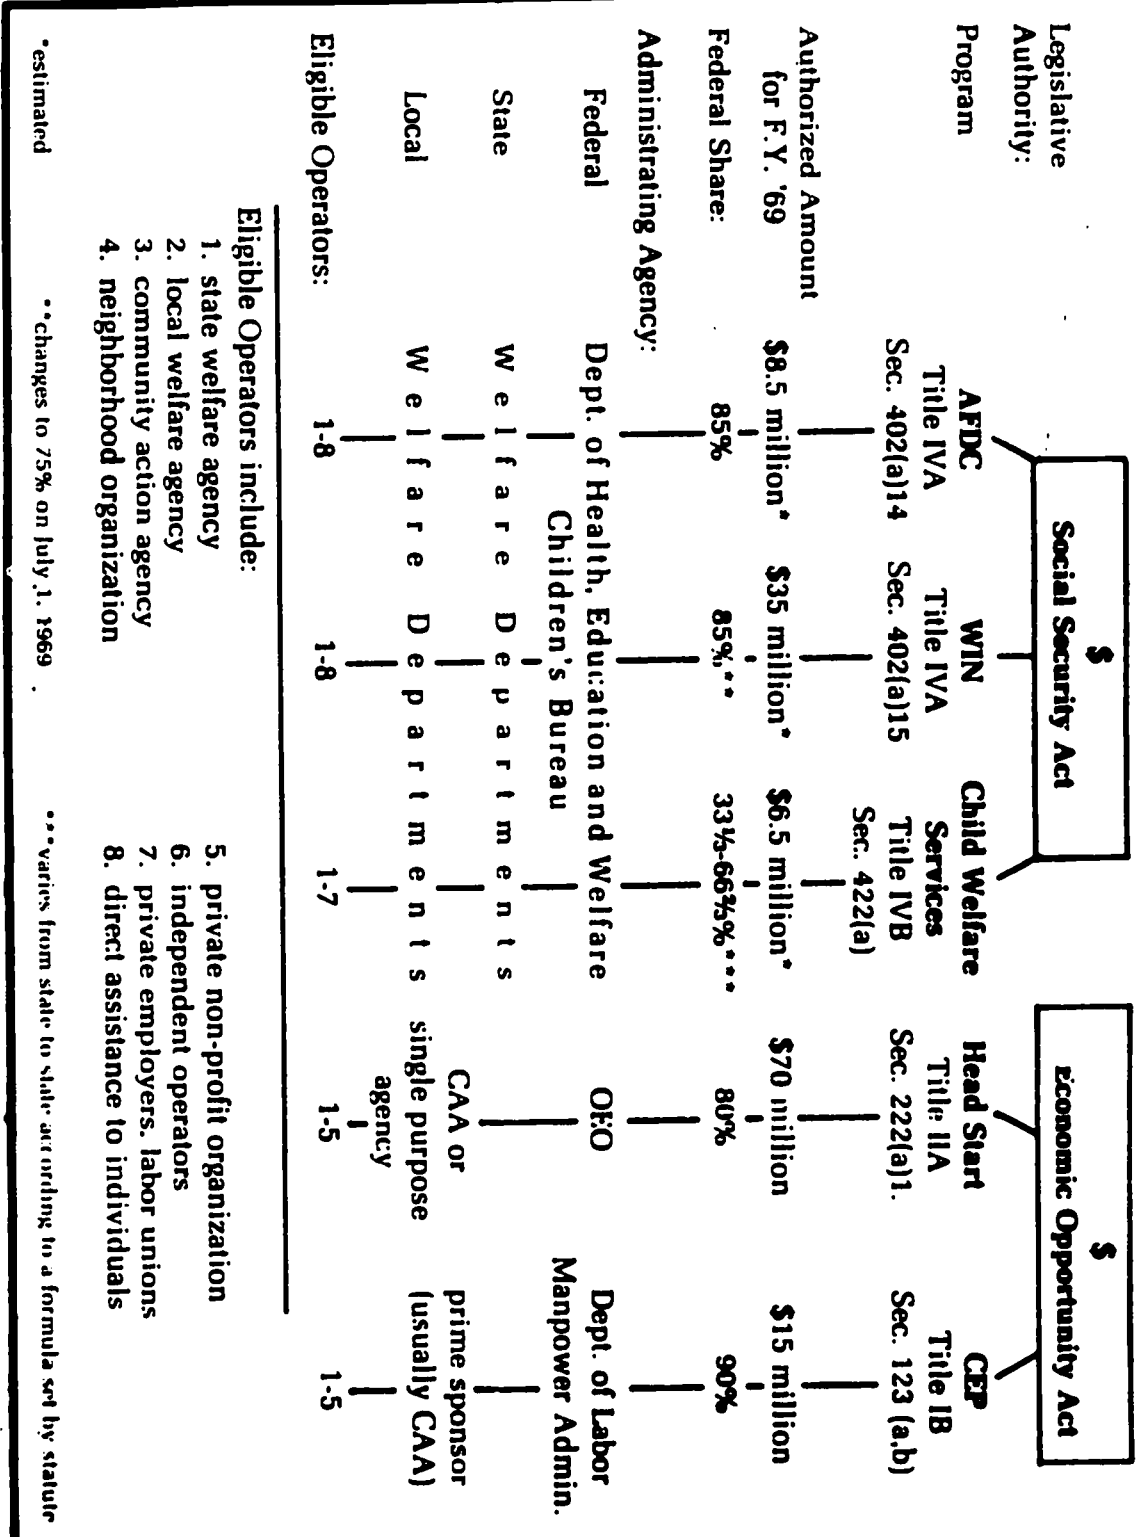 Legislative
Authority:
$
Social Security Act
$
Economic Opportunity Act
Program
AFDC
Title IVA
Sec. 402(a)14
WIN
Title IVA
Sec. 402(a)15
Child Welfare
Services
Title IVB
Sec. 422(a)
Head Start
Title IIA
Sec. 222(a)1.
CEP
Title IB
Sec. 123 (a,b)
Authorized Amount
for F.Y. '69
$8.5 million*
$35 million*
$6.5 million*
$70 million
$15 million
Federal Share:
85%
85%**
33⅓-66⅔%***
80%
90%
Administrating Agency:
Federal
Dept. of Health, Education and Welfare
Children's Bureau
OEO
Dept. of Labor
Manpower Admin.
State
Welfare Departments
Local
Welfare Departments
CAA or
single purpose
agency
prime sponsor
(usually CAA)
Eligible Operators:
1-8
1-8
1-7
1-5
1-5
Eligible Operators include:
1. state welfare agency
2. local welfare agency
3. community action agency
4. neighborhood organization
5. private non-profit organization
6. independent operators
7. private employers, labor unions
8. direct assistance to individuals
*estimated
**changes to 75% on July 1, 1969
***varies from state to state according to a formula set by statute